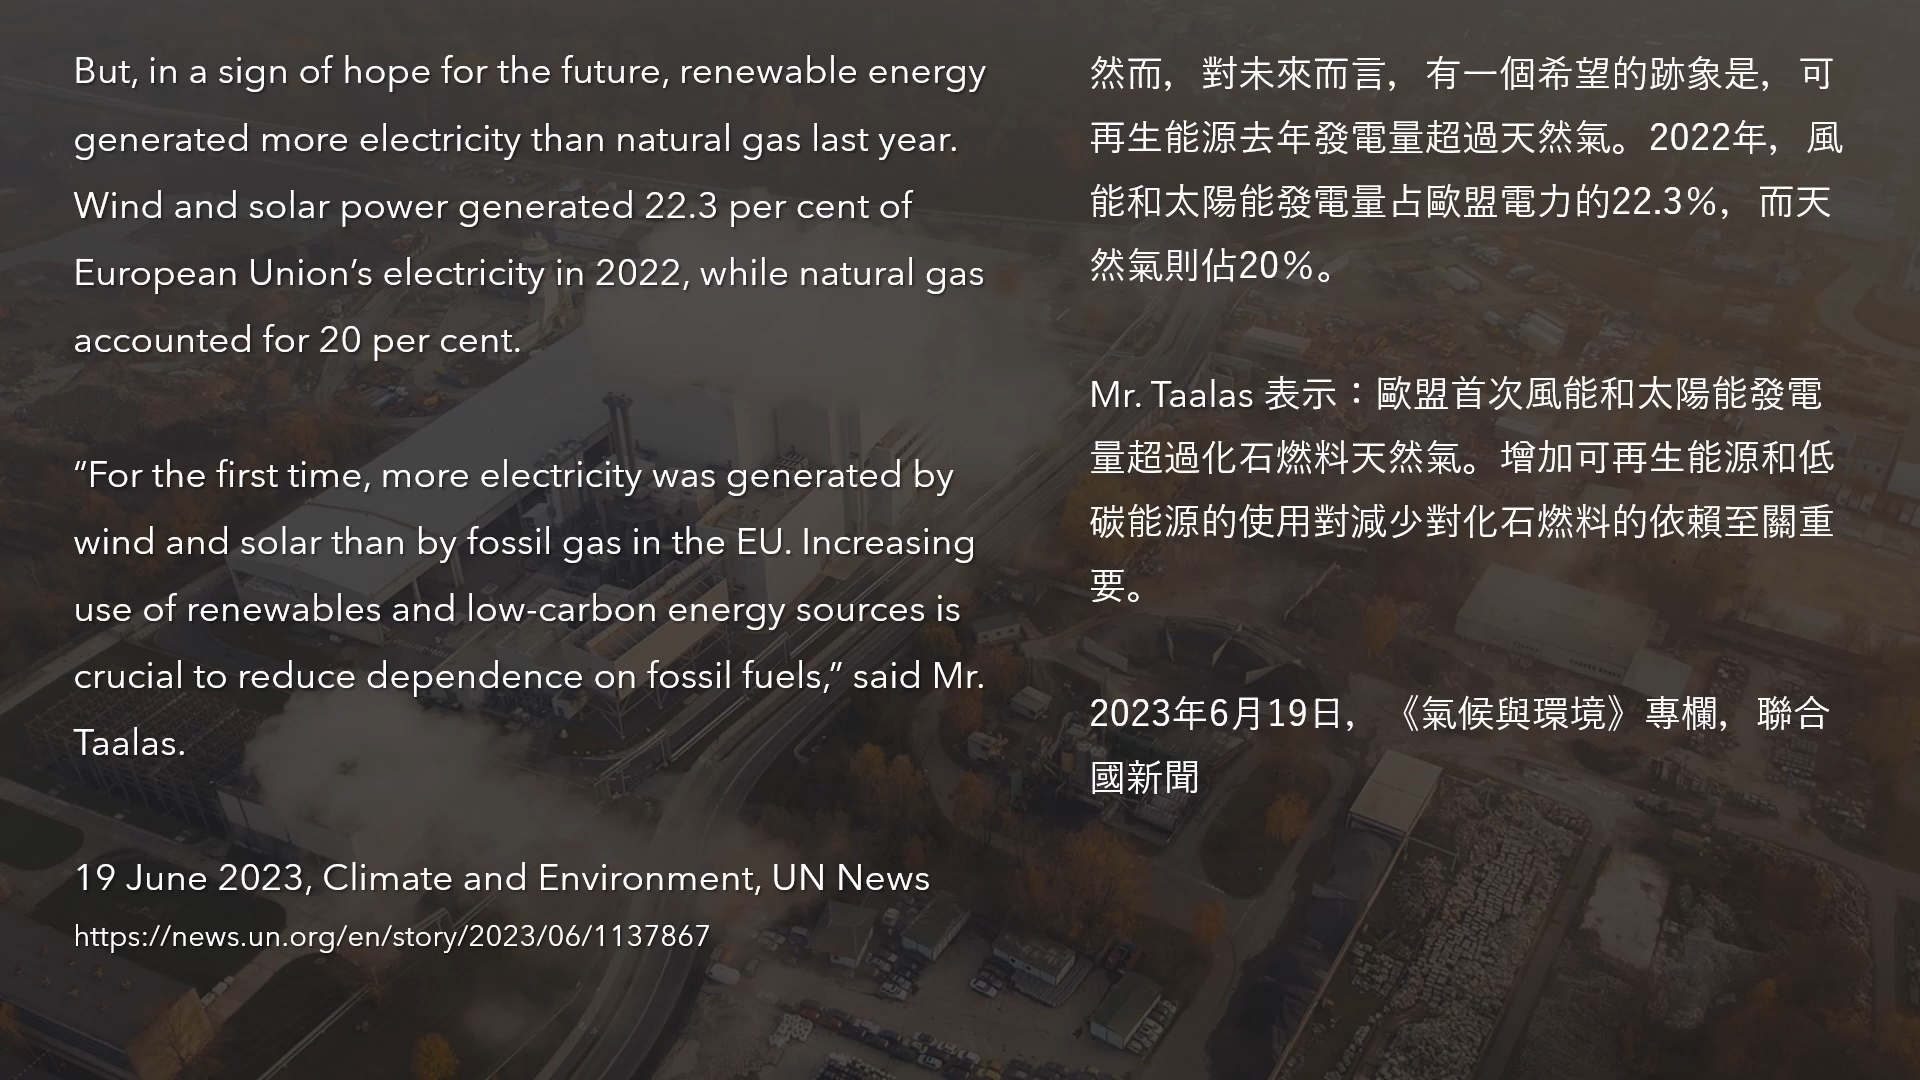 But, in a sign of hope for the future, renewable energy
generated more electricity than natural gas last year.
Wind and solar power generated 22.3 per cent of
European Union’s electricity in 2022, while natural gas
accounted for 20 per cent.
“For the first time, more electricity was generated by
wind and solar than by fossil gas in the EU. Increasing
use of renewables and low-carbon energy sources is
crucial to reduce dependence on fossil fuels,” said Mr.
Taalas.
19 June 2023, Climate and Environment, UN News
https://news.un.org/en/story/2023/06/1137867
然而，對未來而言，有一個希望的跡象是，可
再生能源去年發電量超過天然氣。2022年，風
能和太陽能發電量占歐盟電力的22.3%，而天
然氣則佔20%。
Mr. Taalas 表示：歐盟首次風能和太陽能發電
量超過化石燃料天然氣。增加可再生能源和低
碳能源的使用對減少對化石燃料的依賴至關重
要。
2023年6月19日，《氣候與環境》專欄，聯合
國新聞